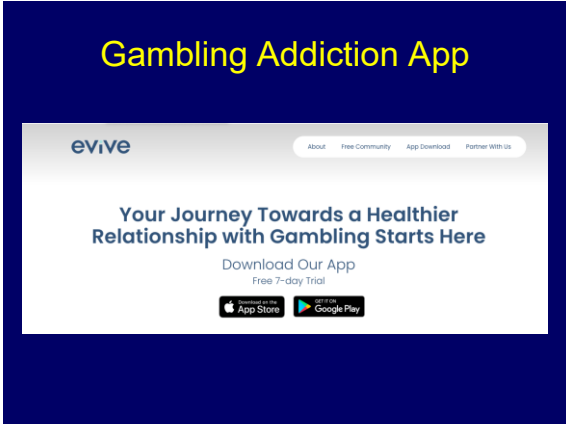 Gambling Addiction App
evive
About Free Community App Download Partner With Us
Your Journey Towards a Healthier
Relationship with Gambling Starts Here
Download Our App
Free 7-day Trial
Download on the
App Store
GET IT ON
Google Play